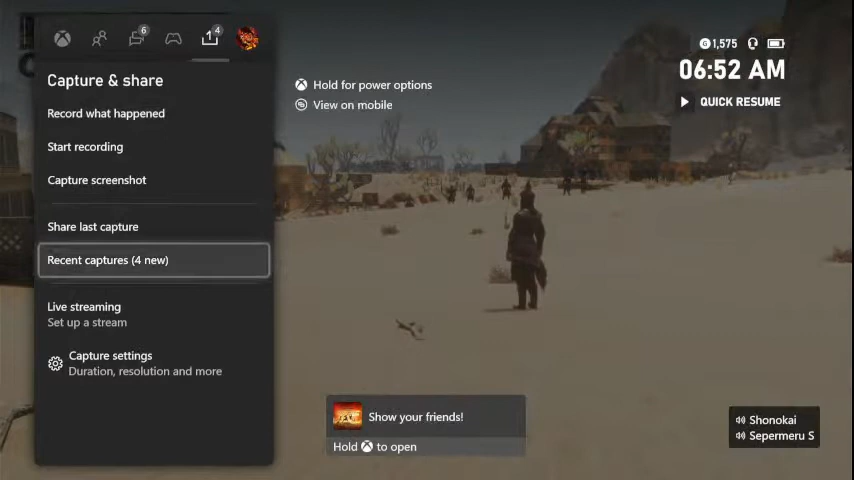 6
4
Capture & share
Record what happened
Start recording
Capture screenshot
Share last capture
Recent captures (4 new)
Live streaming
Set up a stream
Capture settings
Duration, resolution and more
Hold for power options
View on mobile
G 1,575
06:52 AM
QUICK RESUME
Show your friends!
Hold to open
Shonokai
Sepermeru S